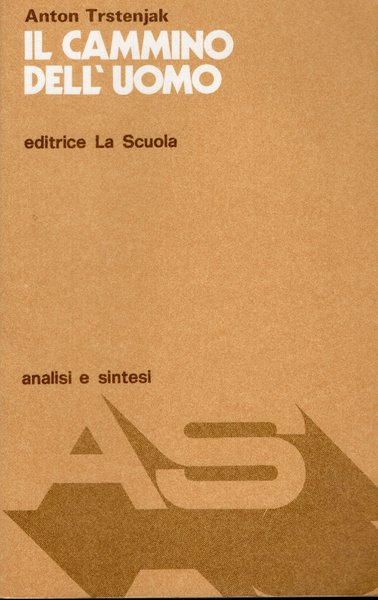 Anton Trstenjak
IL CAMMINO
DELL'UOMO
editrice La Scuola
analisi e sintesi
AS